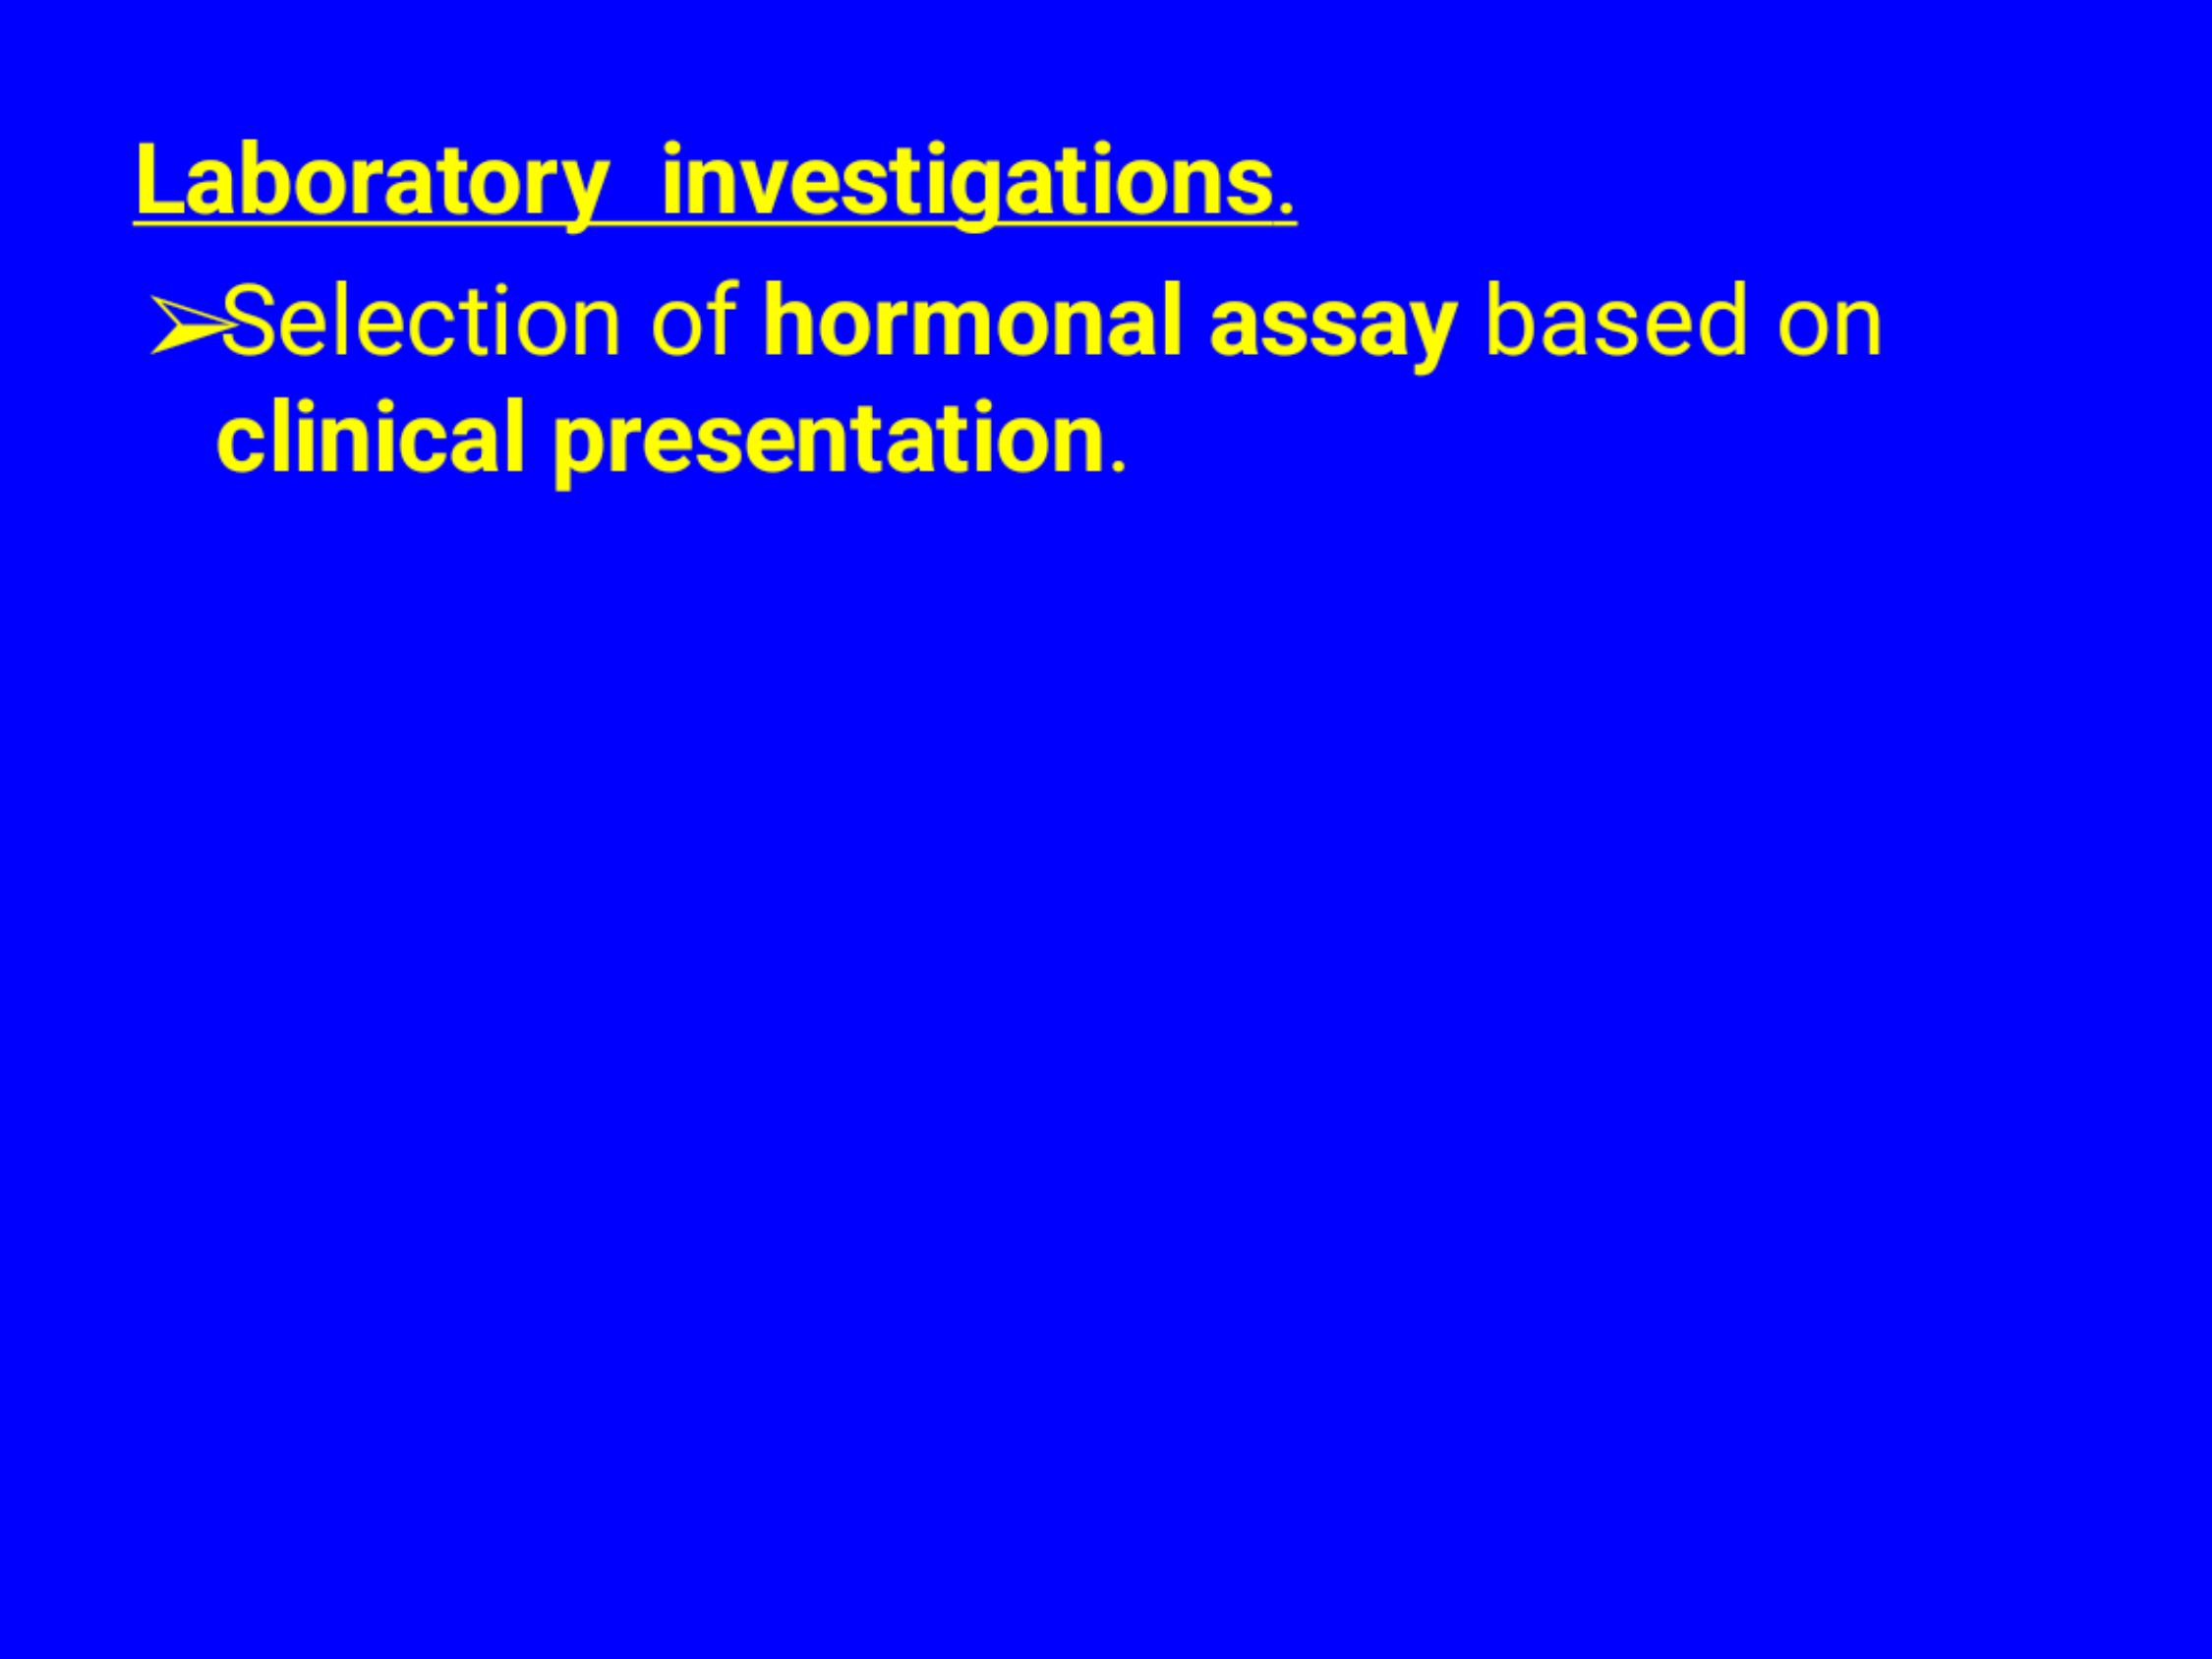 Laboratory  investigations.
➢Selection of hormonal assay based on
clinical presentation.